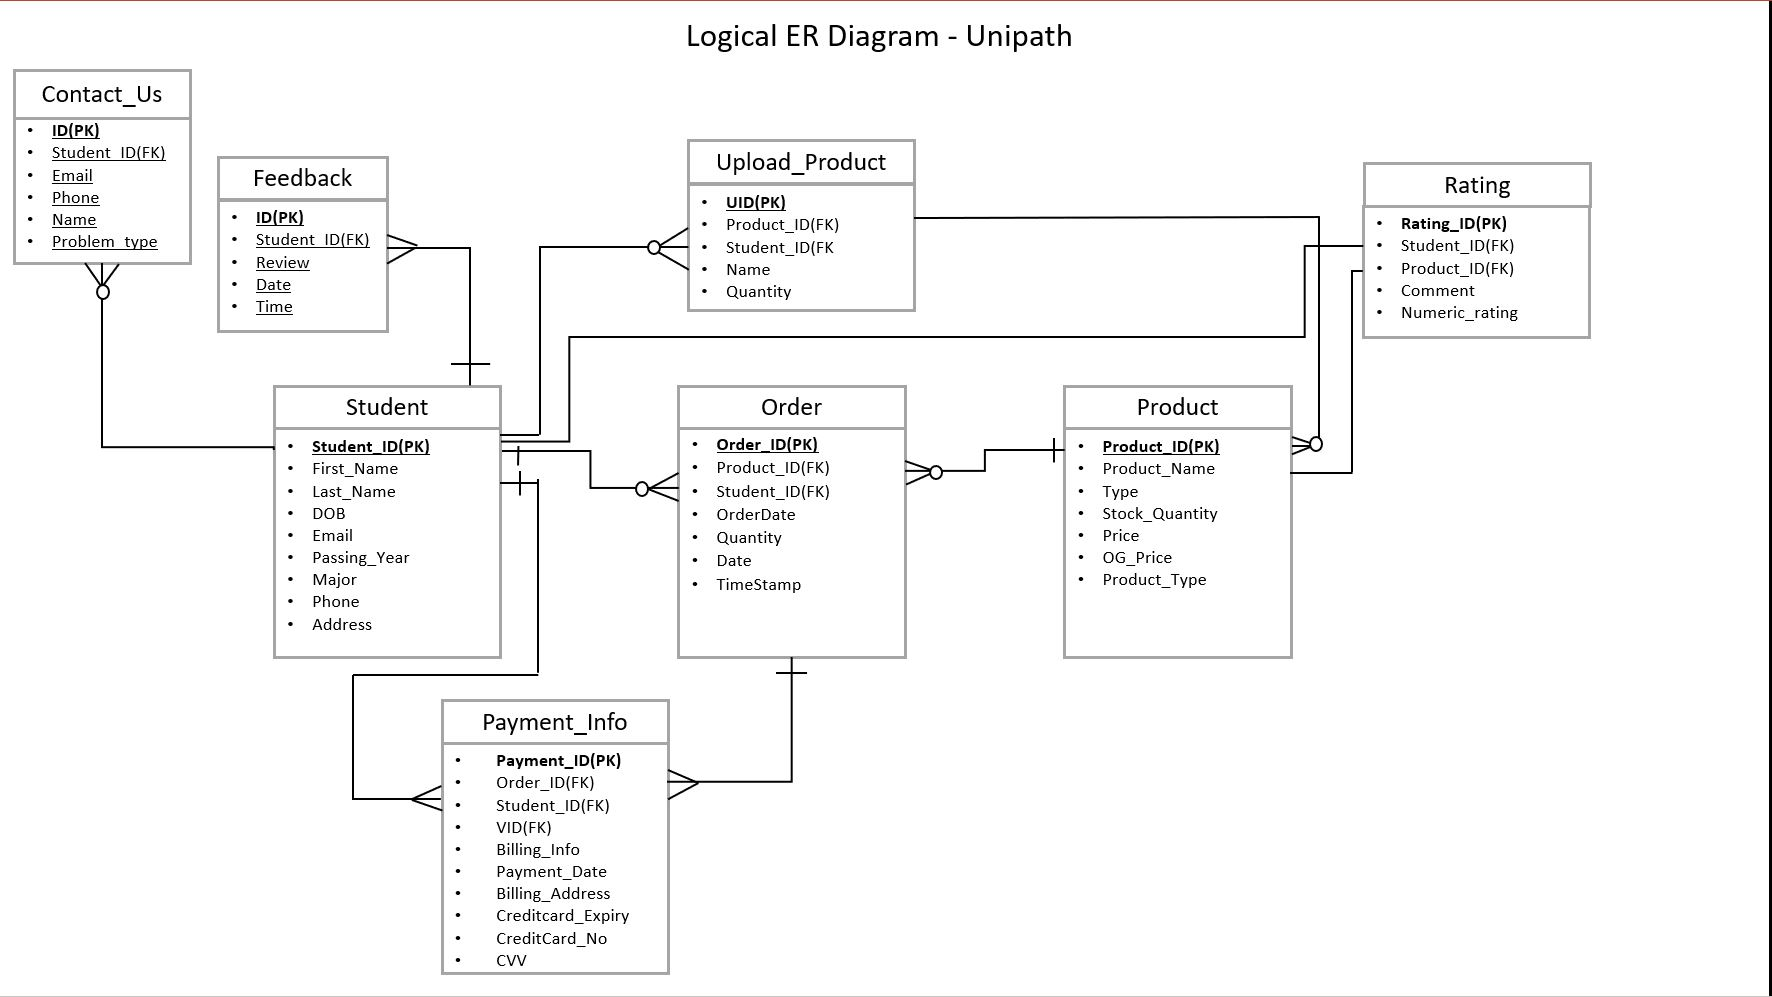 Logical ER Diagram - Unipath
Contact_Us
• ID(PK)
• Student_ID(FK)
• Email
• Phone
• Name
• Problem_type
Feedback
• ID(PK)
• Student_ID(FK)
• Review
• Date
• Time
Upload_Product
• UID(PK)
• Product_ID(FK)
• Student_ID(FK
• Name
• Quantity
Rating
• Rating_ID(PK)
• Student_ID(FK)
• Product_ID(FK)
• Comment
• Numeric_rating
Student
• Student_ID(PK)
• First_Name
• Last_Name
• DOB
• Email
• Passing_Year
• Major
• Phone
• Address
Order
• Order_ID(PK)
• Product_ID(FK)
• Student_ID(FK)
• OrderDate
• Quantity
• Date
• TimeStamp
Product
• Product_ID(PK)
• Product_Name
• Type
• Stock_Quantity
• Price
• OG_Price
• Product_Type
Payment_Info
• Payment_ID(PK)
• Order_ID(FK)
• Student_ID(FK)
• VID(FK)
• Billing_Info
• Payment_Date
• Billing_Address
• Creditcard_Expiry
• CreditCard_No
• CVV